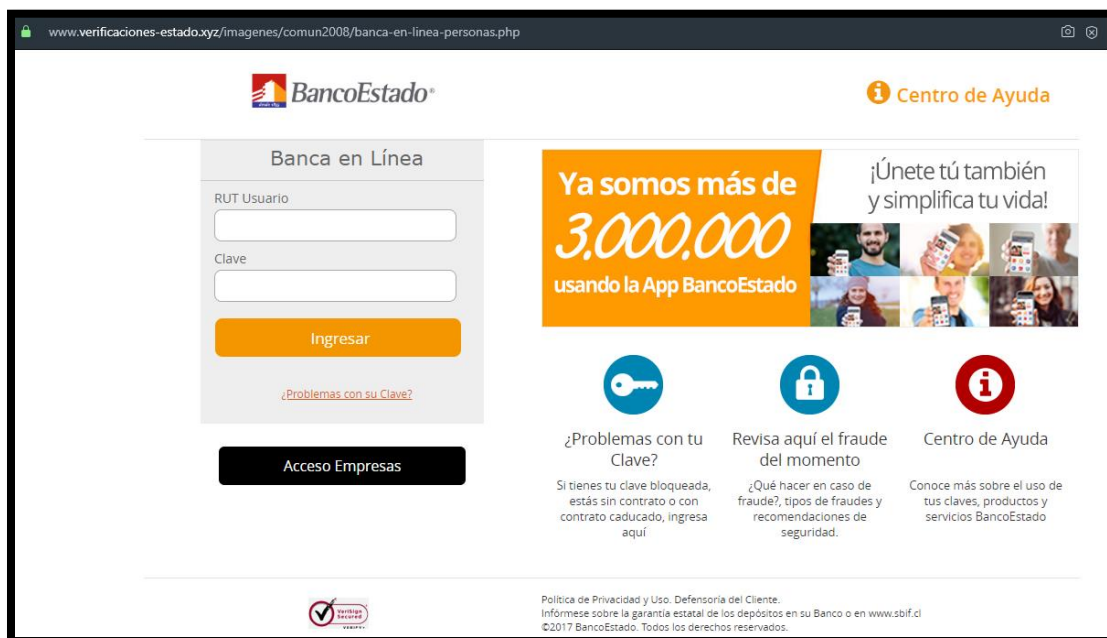 www.verificaciones-estado.xyz/imagenes/comun2008/banca-en-linea-personas.php
BancoEstado®
Centro de Ayuda
Banca en Línea
RUT Usuario
Clave
Ingresar
¿Problemas con su Clave?
Acceso Empresas
Ya somos más de
3.000.000
usando la App BancoEstado
¡Únete tú también
y simplifica tu vida!
¿Problemas con tu
Clave?
Si tienes tu clave bloqueada,
estás sin contrato o con
contrato caducado, ingresa
aquí
Revisa aquí el fraude
del momento
¿Qué hacer en caso de
fraude?, tipos de fraudes y
recomendaciones de
seguridad.
Centro de Ayuda
Conoce más sobre el uso de
tus claves, productos y
servicios BancoEstado
VeriSign
Secured
VERIFY
Política de Privacidad y Uso. Defensoría del Cliente.
Infórmese sobre la garantía estatal de los depósitos en su Banco o en www.sbif.cl
©2017 BancoEstado. Todos los derechos reservados.